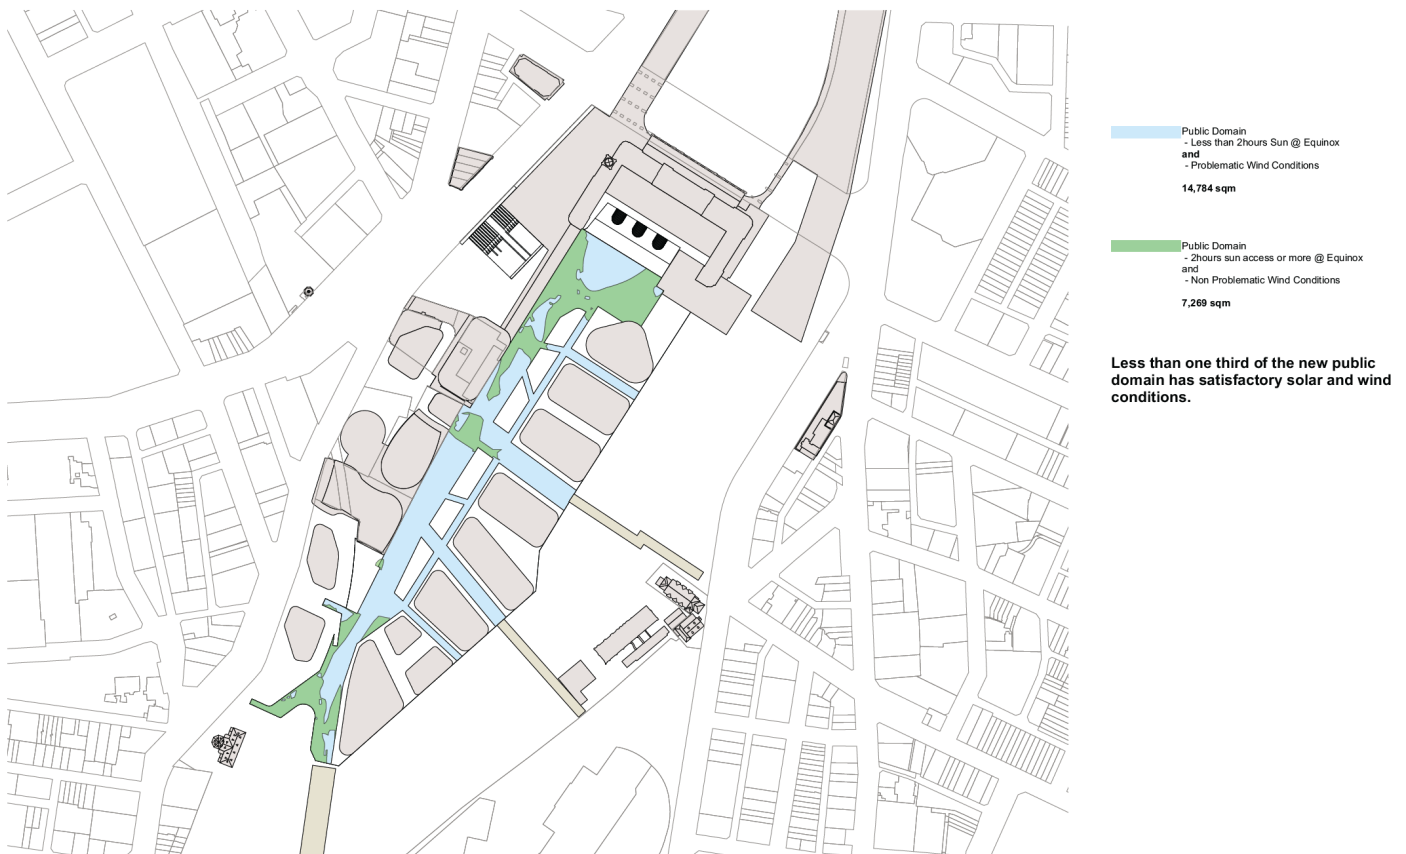 Public Domain
- Less than 2hours Sun @ Equinox
and
- Problematic Wind Conditions
14,784 sqm
Public Domain
- 2hours sun access or more @ Equinox
and
- Non Problematic Wind Conditions
7,269 sqm
Less than one third of the new public
domain has satisfactory solar and wind
conditions.